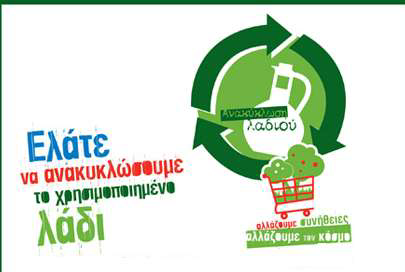 Ελάτε
να ανακυκλώσουμε
το χρησιμοποιημένο
λάδι
Ανακύκλωση
λαδιού
αλλάζουμε συνήθειες
αλλάζουμε τον κόσμο